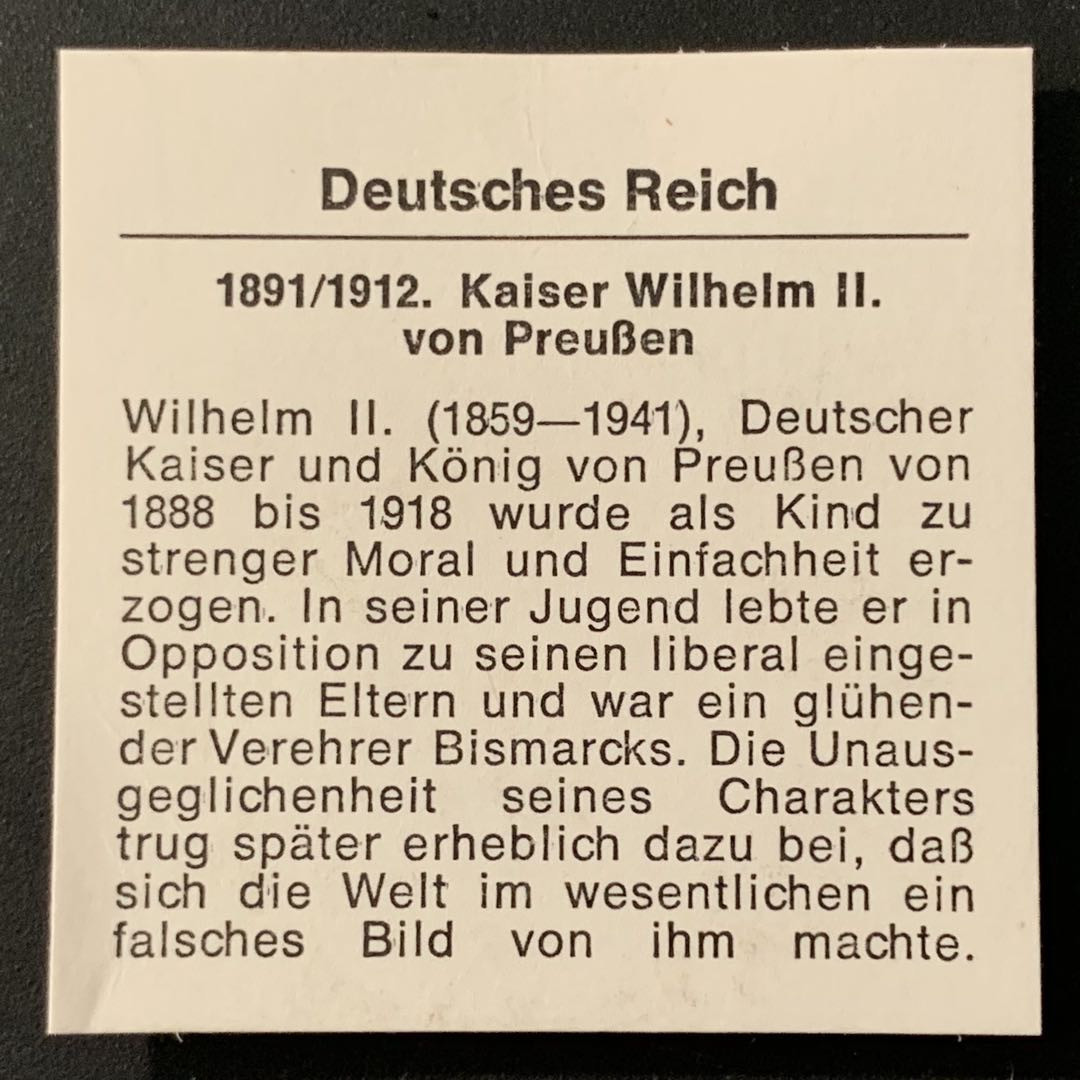 Deutsches Reich
1891/1912. Kaiser Wilhelm II.
von Preußen
Wilhelm II. (1859—1941), Deutscher
Kaiser und König von Preußen von
1888 bis 1918 wurde als Kind zu
strenger Moral und Einfachheit er-
zogen. In seiner Jugend lebte er in
Opposition zu seinen liberal einge-
stellten Eltern und war ein glühen-
der Verehrer Bismarcks. Die Unaus-
geglichenheit seines Charakters
trug später erheblich dazu bei, daß
sich die Welt im wesentlichen ein
falsches Bild von ihm machte.